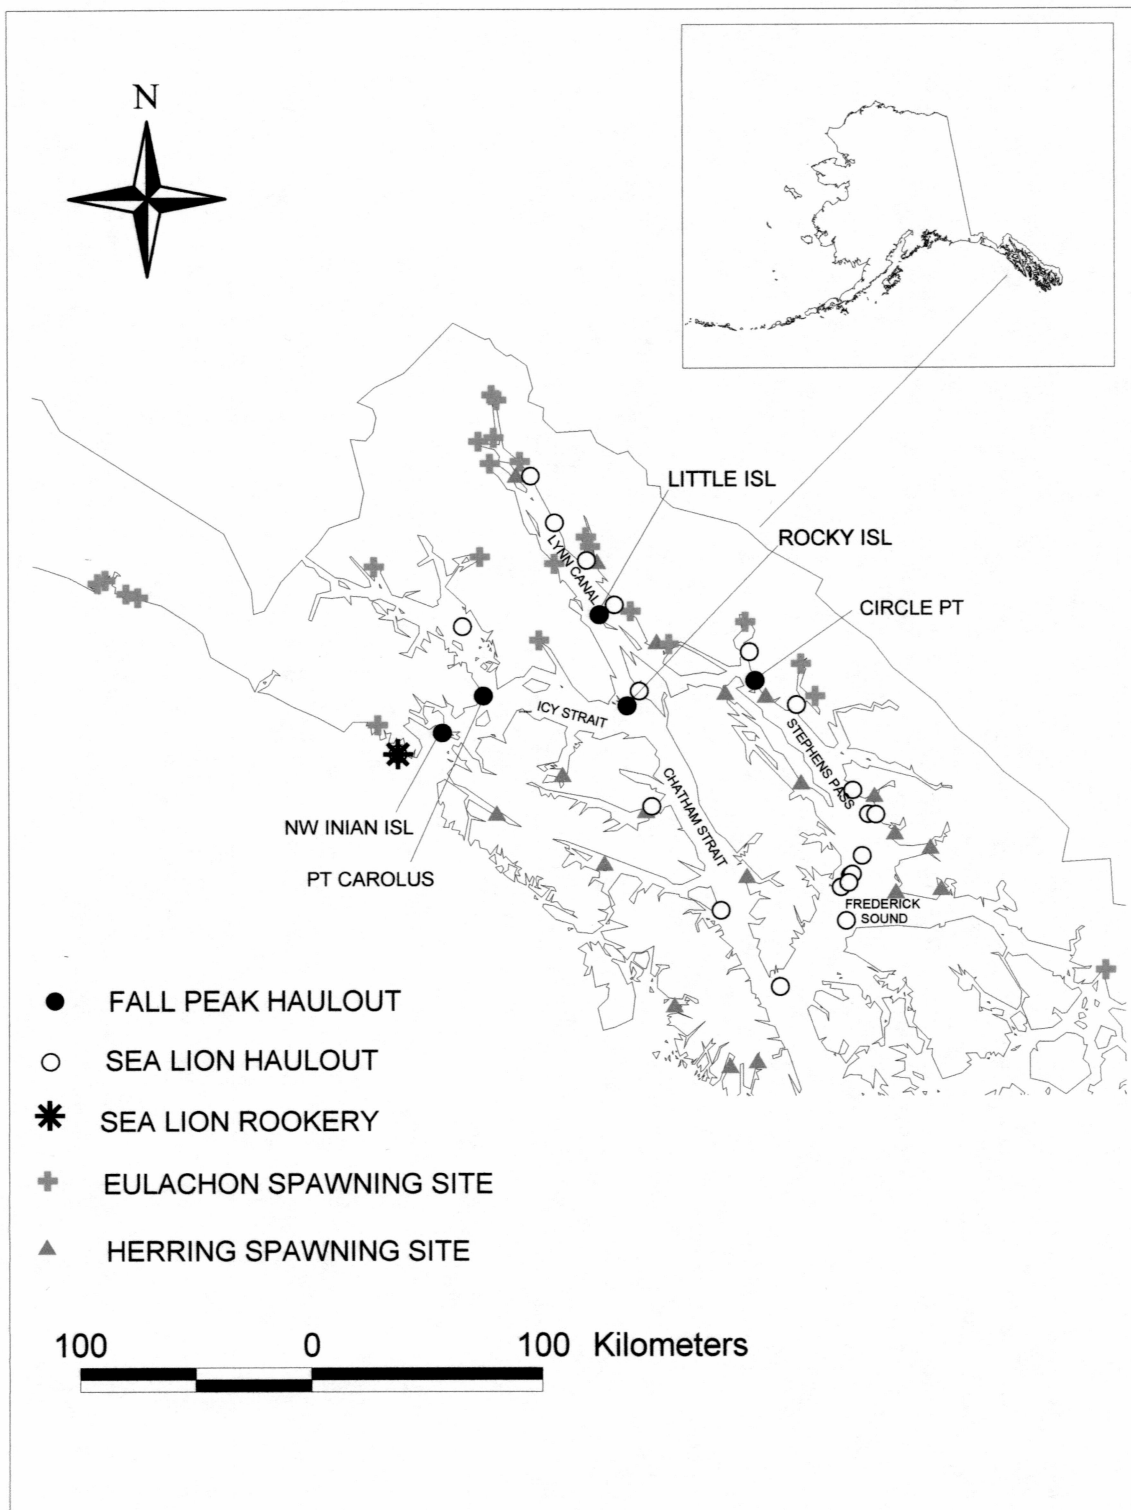 N
LITTLE ISL
ROCKY ISL
LYNN CANAL
CIRCLE PT
ICY STRAIT
STEPHENS PASS
CHATHAM STRAIT
NW INIAN ISL
PT CAROLUS
FREDERICK
SOUND
FALL PEAK HAULOUT
SEA LION HAULOUT
SEA LION ROOKERY
EULACHON SPAWNING SITE
HERRING SPAWNING SITE
100 0 100 Kilometers